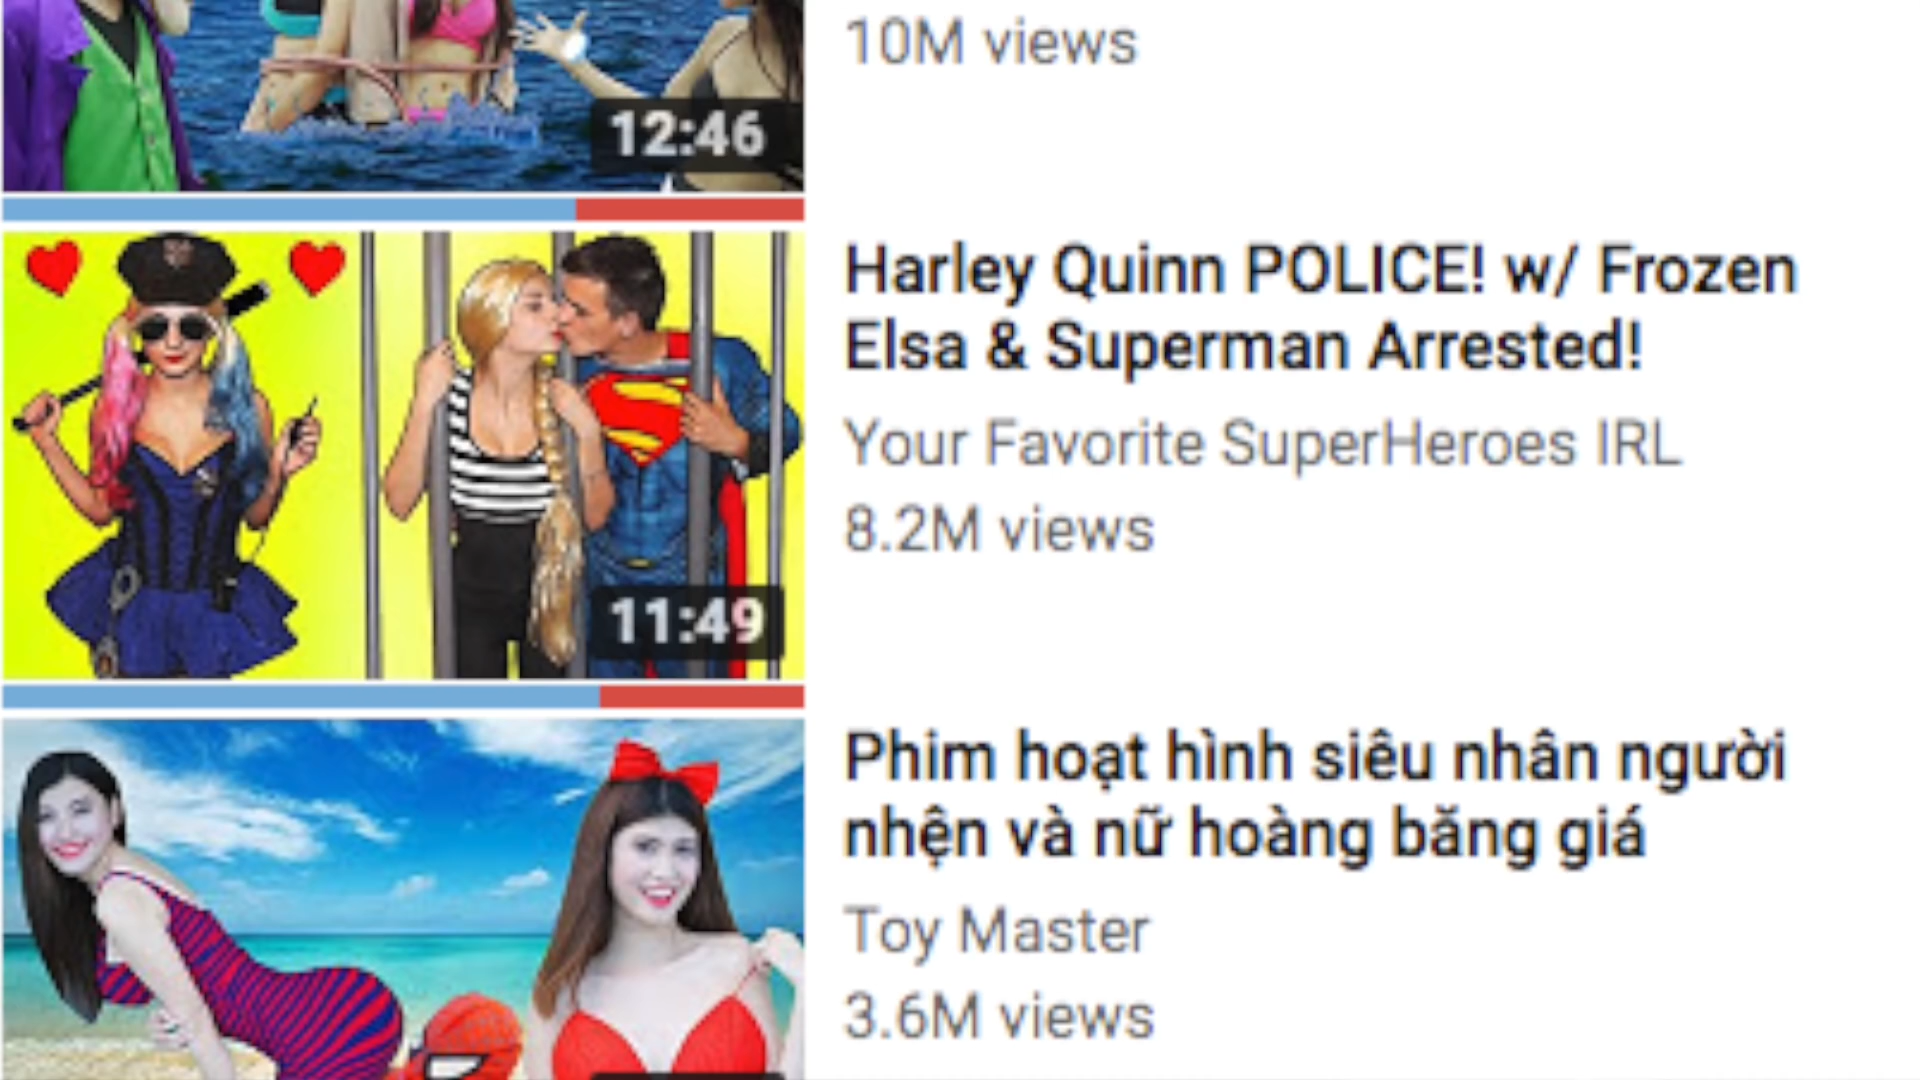 10M views
12:46
Harley Quinn POLICE! w/ Frozen
Elsa & Superman Arrested!
Your Favorite SuperHeroes IRL
8.2M views
11:49
Phim hoạt hình siêu nhân người
nhện và nữ hoàng băng giá
Toy Master
3.6M views